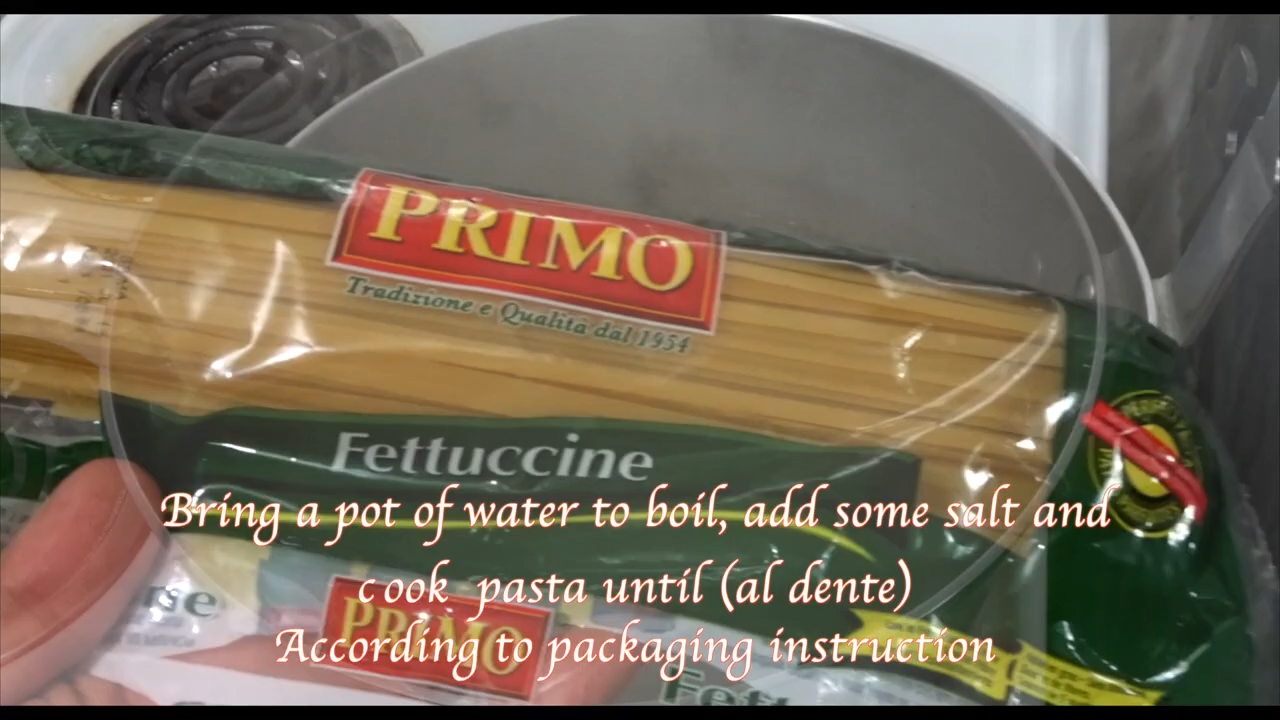 PRIMO
Tradizione e Qualità dal 1954
Fettuccine
Bring a pot of water to boil, add some salt and
cook pasta until (al dente)
PRIMO
According to packaging instruction
Fett